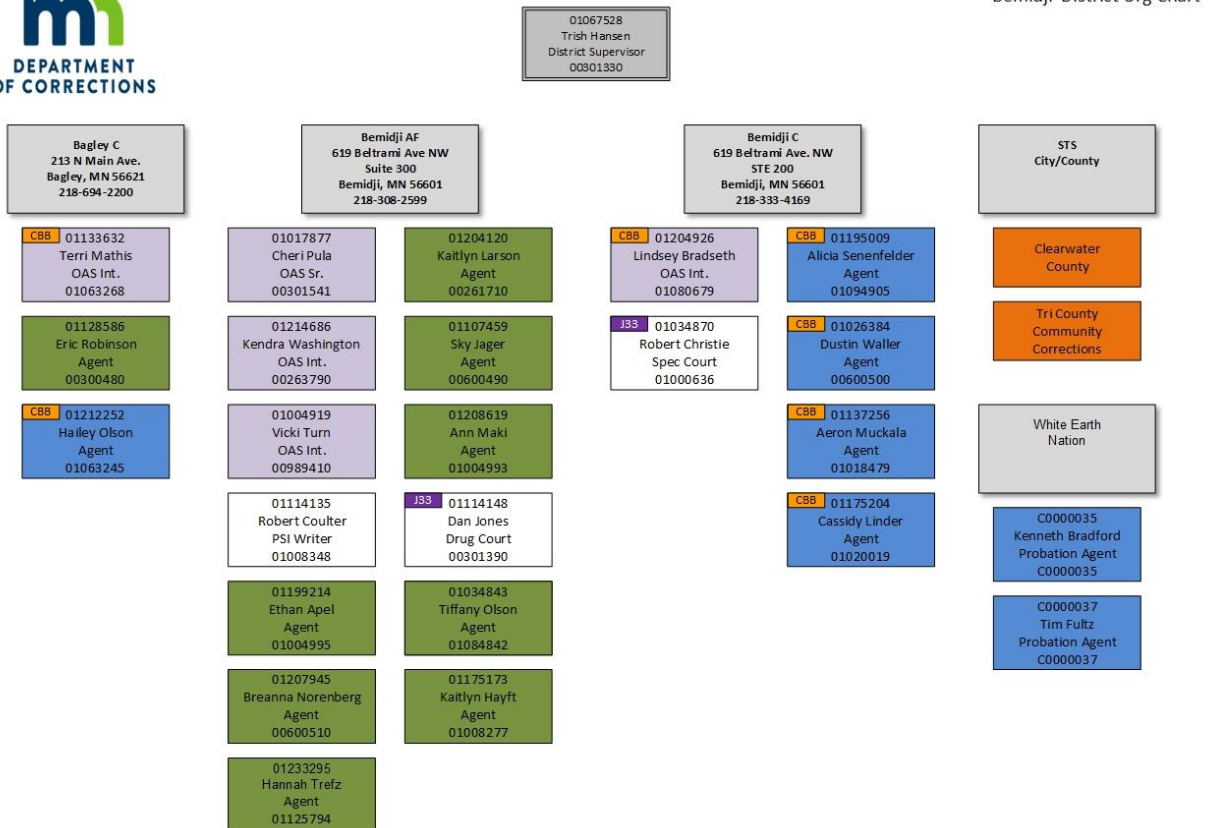 DEPARTMENT
OF CORRECTIONS
01067528
Trish Hansen
District Supervisor
00301330
Bagley C
213 N Main Ave.
Bagley, MN 56621
218-694-2200
CBB 01133632
Terri Mathis
OAS Int.
01063268
01128586
Eric Robinson
Agent
00300480
CBB 01212252
Hailey Olson
Agent
01063245
Bemidji AF
619 Beltrami Ave NW
Suite 300
Bemidji, MN 56601
218-308-2599
01017877
Cheri Pula
OAS Sr.
00301541
01214686
Kendra Washington
OAS Int.
00263790
01004919
Vicki Turn
OAS Int.
00989410
01114135
Robert Coulter
PSI Writer
01008348
01199214
Ethan Apel
Agent
01004995
01207945
Breanna Norenberg
Agent
00600510
01233295
Hannah Trefz
Agent
01125794
01204120
Kaitlyn Larson
Agent
00261710
01107459
Sky Jager
Agent
00600490
01208619
Ann Maki
Agent
01004993
J33 01114148
Dan Jones
Drug Court
00301390
01034843
Tiffany Olson
Agent
01084842
01175173
Kaitlyn Hayft
Agent
01008277
Bemidji C
619 Beltrami Ave. NW
STE 200
Bemidji, MN 56601
218-333-4169
CBB 01204926
Lindsey Bradseth
OAS Int.
01080679
J33 01034870
Robert Christie
Spec Court
01000636
CBB 01195009
Alicia Senenfelder
Agent
01094905
CBB 01026384
Dustin Waller
Agent
00600500
CBB 01137256
Aeron Muckala
Agent
01018479
CBB 01175204
Cassidy Linder
Agent
01020019
STS
City/County
Clearwater
County
Tri County
Community
Corrections
White Earth
Nation
C0000035
Kenneth Bradford
Probation Agent
C0000035
C0000037
Tim Fultz
Probation Agent
C0000037